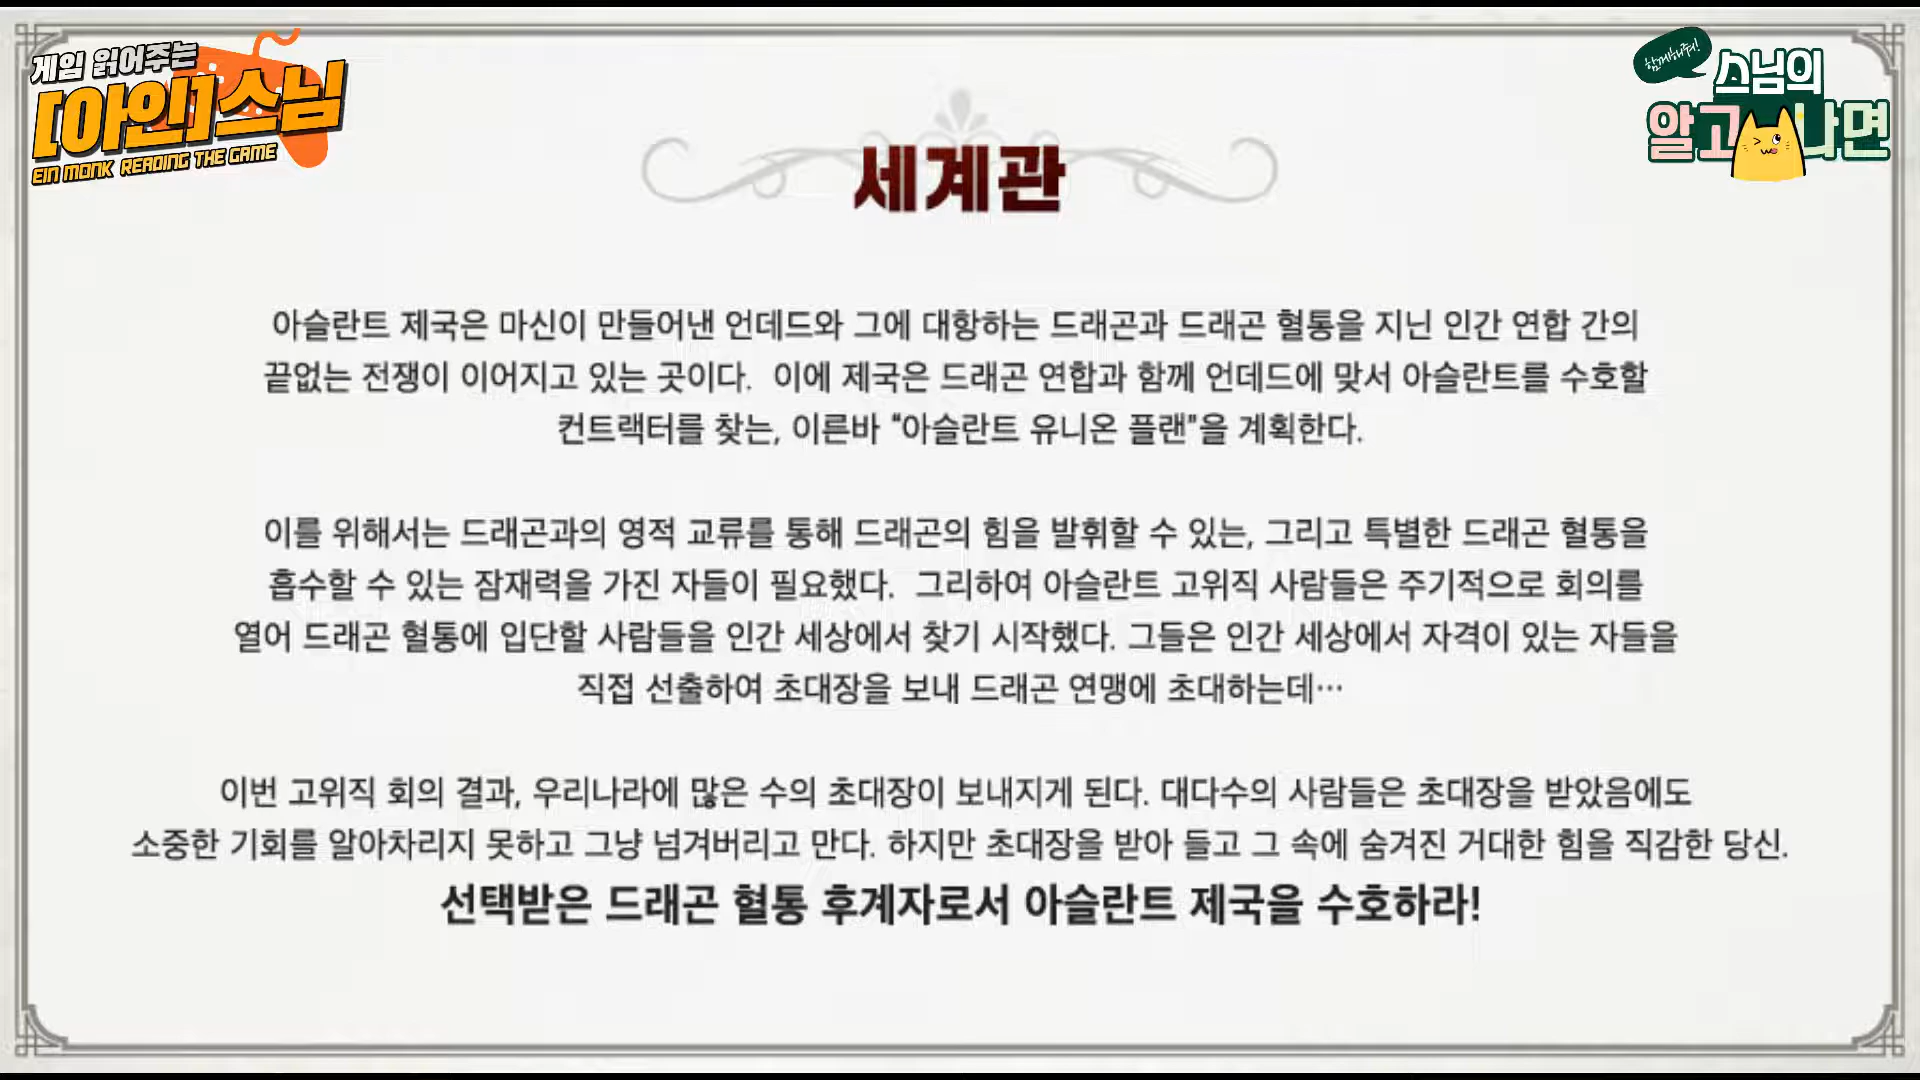 게임 읽어주는
[아인]스님
EIN MONK READING THE GAME
함께해줘!
스님의
알고 나면
세계관
아슬란트 제국은 마신이 만들어낸 언데드와 그에 대항하는 드래곤과 드래곤 혈통을 지닌 인간 연합 간의
끝없는 전쟁이 이어지고 있는 곳이다. 이에 제국은 드래곤 연합과 함께 언데드에 맞서 아슬란트를 수호할
컨트랙터를 찾는, 이른바 “아슬란트 유니온 플랜"을 계획한다.
이를 위해서는 드래곤과의 영적 교류를 통해 드래곤의 힘을 발휘할 수 있는, 그리고 특별한 드래곤 혈통을
흡수할 수 있는 잠재력을 가진 자들이 필요했다. 그리하여 아슬란트 고위직 사람들은 주기적으로 회의를
열어 드래곤 혈통에 입단할 사람들을 인간 세상에서 찾기 시작했다. 그들은 인간 세상에서 자격이 있는 자들을
직접 선출하여 초대장을 보내 드래곤 연맹에 초대하는데…
이번 고위직 회의 결과, 우리나라에 많은 수의 초대장이 보내지게 된다. 대다수의 사람들은 초대장을 받았음에도
소중한 기회를 알아차리지 못하고 그냥 넘겨버리고 만다. 하지만 초대장을 받아 들고 그 속에 숨겨진 거대한 힘을 직감한 당신.
선택받은 드래곤 혈통 후계자로서 아슬란트 제국을 수호하라!